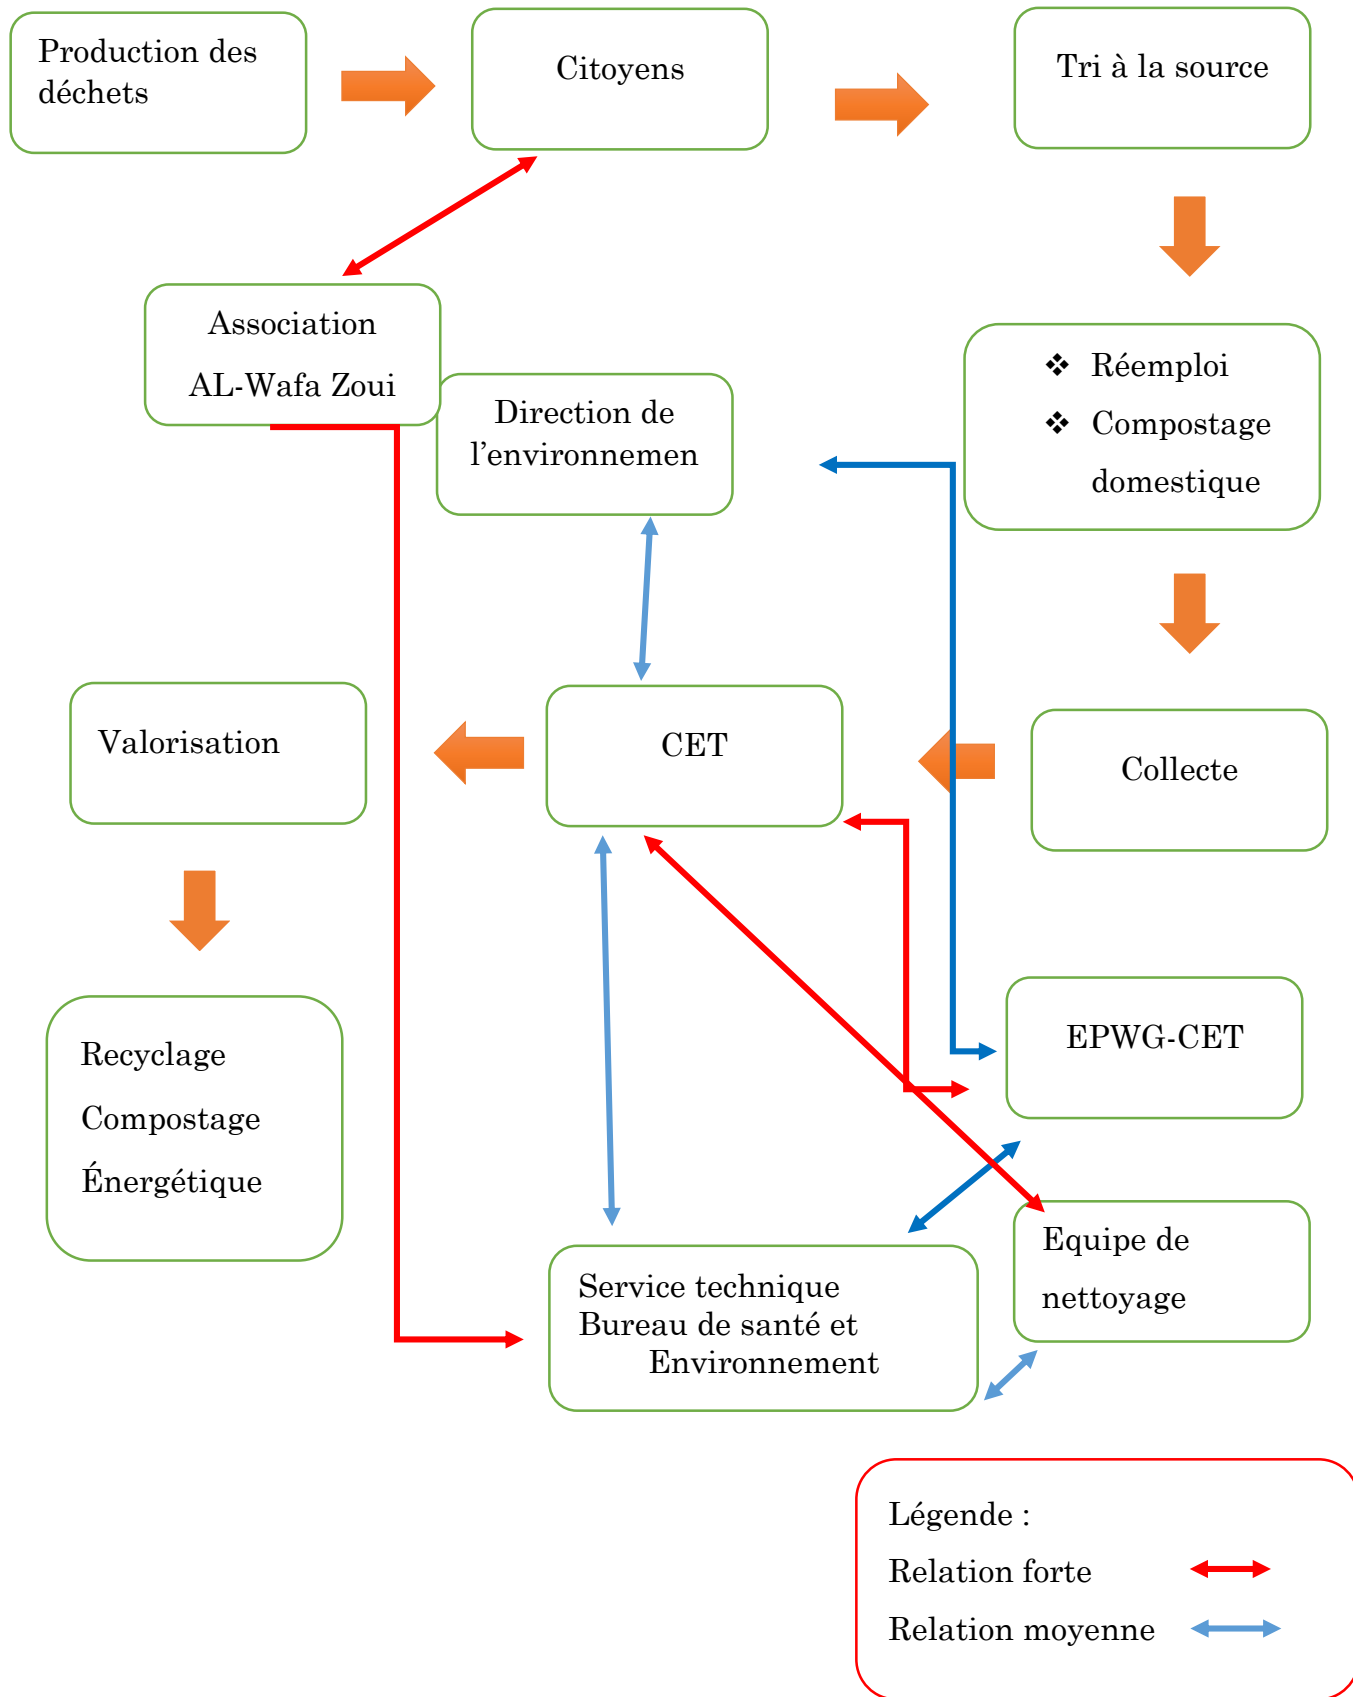 Production des
déchets
Citoyens
Tri à la source
Association
AL-Wafa Zoui
Direction de
l'environnemen
❖ Réemploi
❖ Compostage
domestique
Valorisation
CET
Collecte
Recyclage
Compostage
Énergétique
EPWG-CET
Service technique
Bureau de santé et
Environnement
Equipe de
nettoyage
Légende :
Relation forte
Relation moyenne